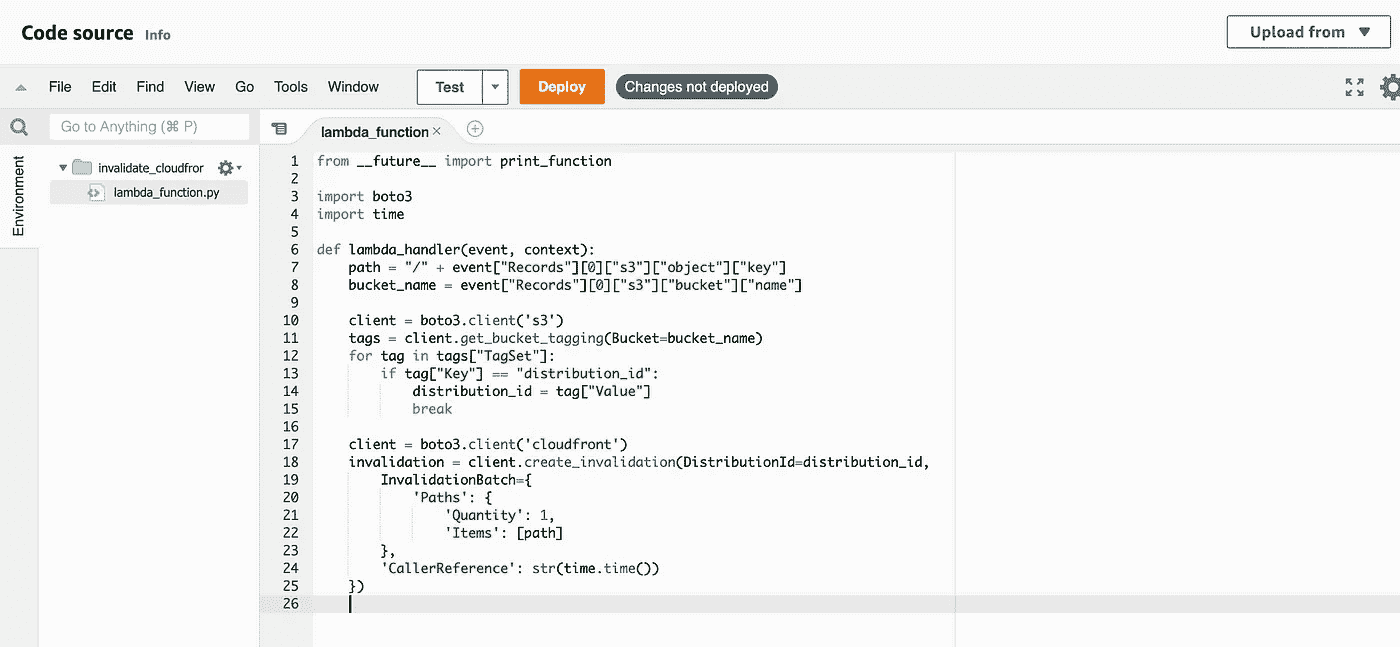 Code source Info
Upload from
File Edit Find View Go Tools Window Test Deploy Changes not deployed
Go to Anything (⌘ P)
lambda_function
Environment
invalidate_cloudfror
lambda_function.py
1 from __future__ import print_function
2
3 import boto3
4 import time
5
6 def lambda_handler(event, context):
7     path = "/" + event["Records"][0]["s3"]["object"]["key"]
8     bucket_name = event["Records"][0]["s3"]["bucket"]["name"]
9
10     client = boto3.client('s3')
11     tags = client.get_bucket_tagging(Bucket=bucket_name)
12     for tag in tags["TagSet"]:
13         if tag["Key"] == "distribution_id":
14             distribution_id = tag["Value"]
15             break
16
17     client = boto3.client('cloudfront')
18     invalidation = client.create_invalidation(DistributionId=distribution_id,
19         InvalidationBatch={
20             'Paths': {
21                 'Quantity': 1,
22                 'Items': [path]
23         },
24         'CallerReference': str(time.time())
25     })
26